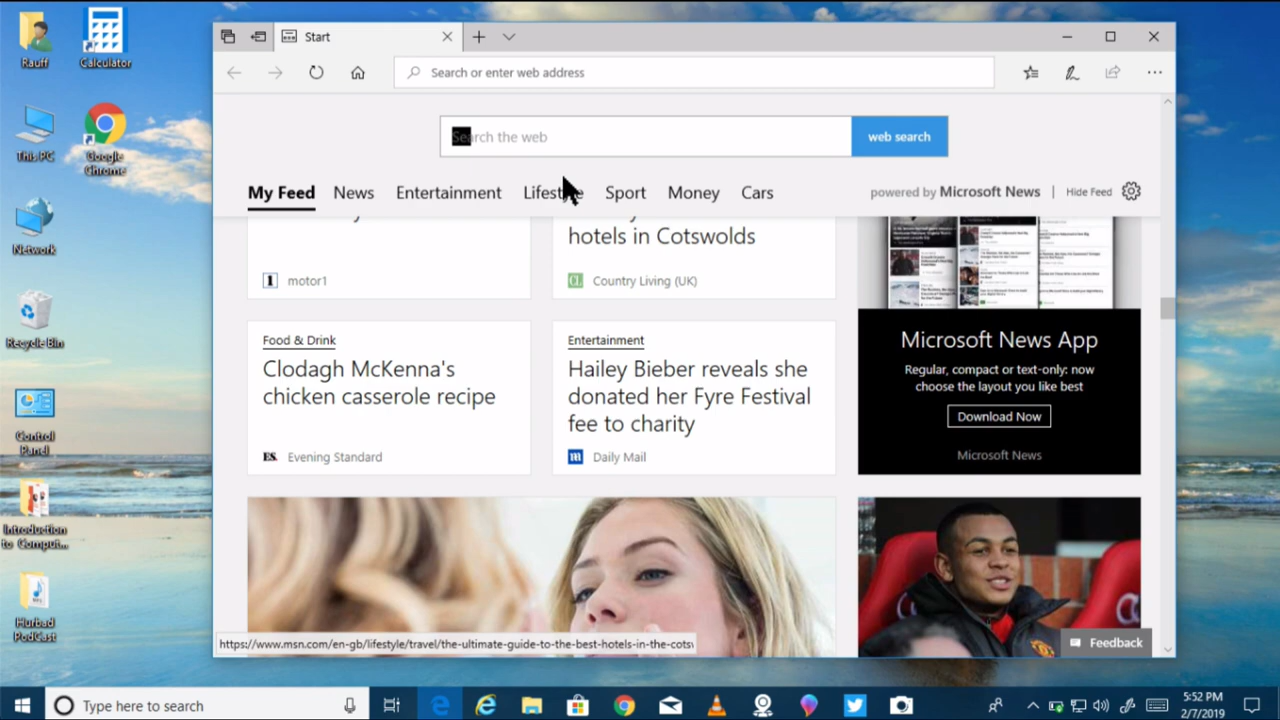 Rauff
Calculator
This PC
Google
Chrome
Network
Recycle Bin
Control
Panel
Introduction
to Comput...
Hurbad
PodCast
Start
Search or enter web address
Search the web
web search
My Feed
News
Entertainment
Lifestyle
Sport
Money
Cars
powered by Microsoft News
Hide Feed
motor1
hotels in Cotswolds
Country Living (UK)
Food & Drink
Clodagh McKenna's
chicken casserole recipe
ES.
Evening Standard
Entertainment
Hailey Bieber reveals she
donated her Fyre Festival
fee to charity
Daily Mail
Microsoft News App
Regular, compact or text-only: now
choose the layout you like best
Download Now
Microsoft News
Feedback
https://www.msn.com/en-gb/lifestyle/travel/the-ultimate-guide-to-the-best-hotels-in-the-cots
Type here to search
5:52 PM
2/7/2019